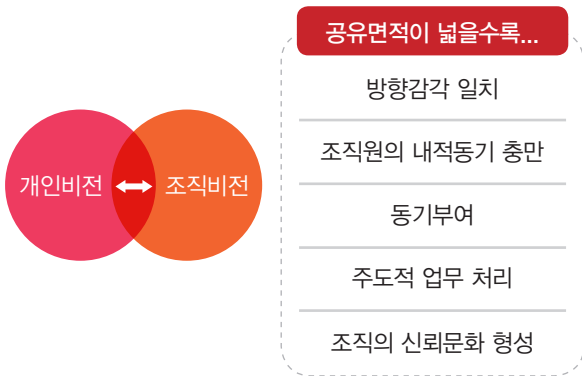 공유면적이 넓을수록...
방향감각 일치
조직원의 내적동기 충만
개인비전
조직비전
동기부여
주도적 업무 처리
조직의 신뢰문화 형성